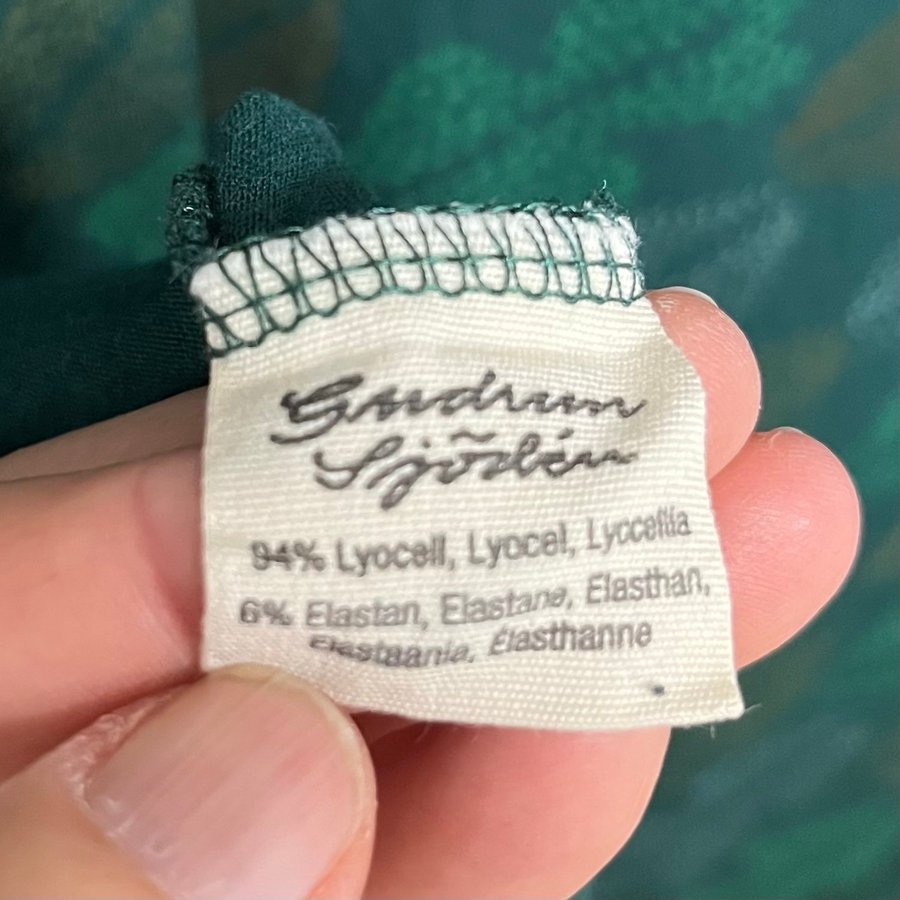 Gudrun
Sjödén
94% Lyocell, Lyocel, Lyocellia
6% Elastan, Elastane, Elasthan,
Elastaania, Élasthanne